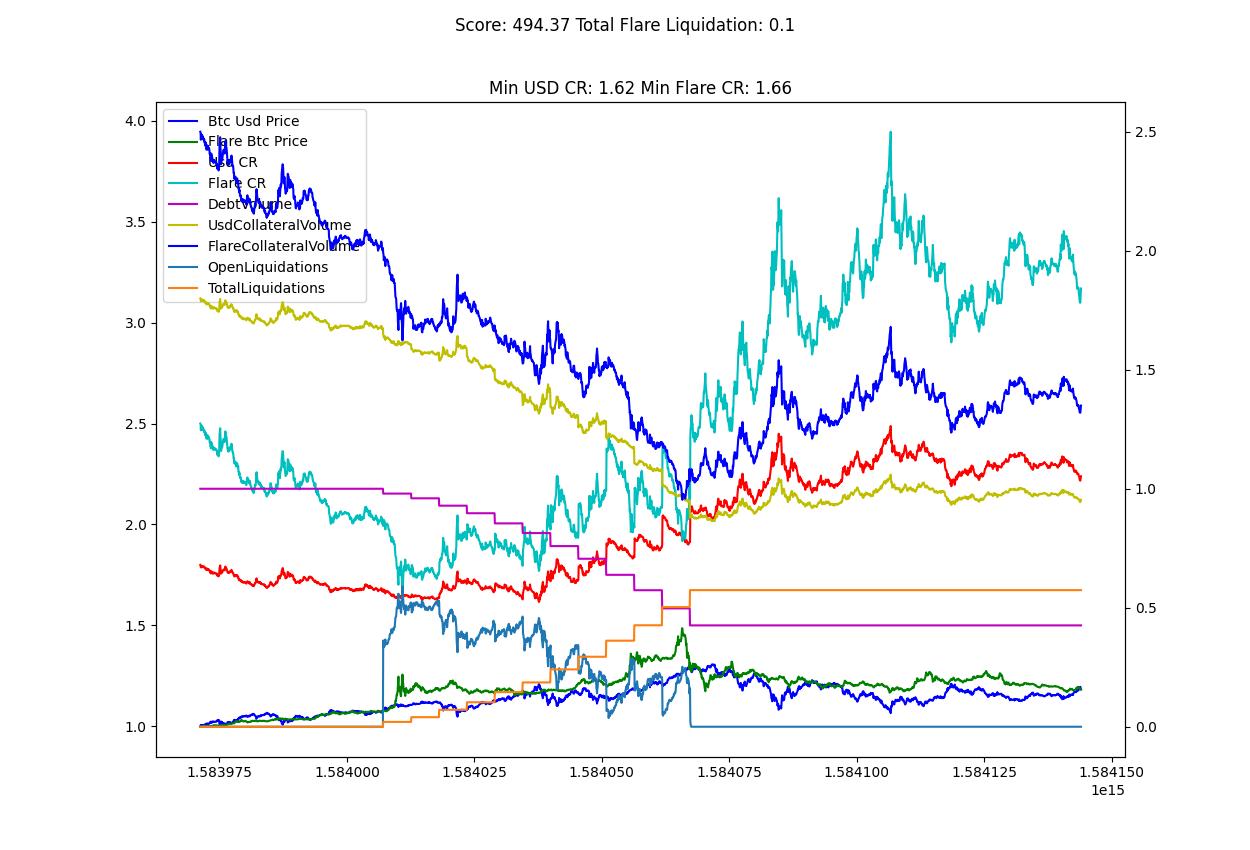 Score: 494.37 Total Flare Liquidation: 0.1
Min USD CR: 1.62 Min Flare CR: 1.66
Btc Usd Price
Flare Btc Price
Usd CR
Flare CR
DebtVolume
UsdCollateralVolume
FlareCollateralVolume
OpenLiquidations
TotalLiquidations
4.0
3.5
3.0
2.5
2.0
1.5
1.0
2.5
2.0
1.5
1.0
0.5
0.0
1.583975 1.584000 1.584025 1.584050 1.584075 1.584100 1.584125 1.584150
1e15